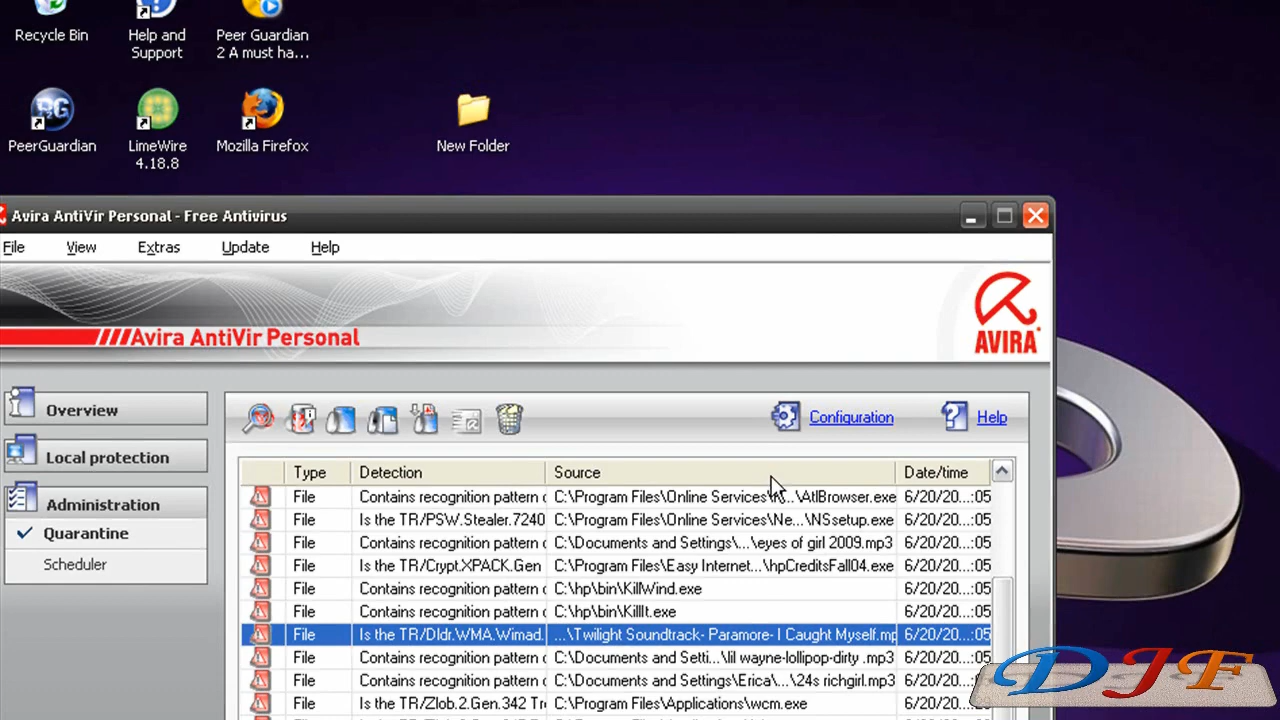 Recycle Bin
Help and
Support
Peer Guardian
2 A must ha...
PeerGuardian
LimeWire
4.18.8
Mozilla Firefox
New Folder
Avira AntiVir Personal - Free Antivirus
File View Extras Update Help
Avira AntiVir Personal
AVIRA
Overview
Local protection
Administration
Quarantine
Scheduler
Configuration Help
Type Detection Source Date/time
File Contains recognition pattern C:\Program Files\Online Services\ ...\AtlBrowser.exe 6/20/20...:05
File Is the TR/PSW.Stealer.7240 C:\Program Files\Online Services\Ne...\NSsetup.exe 6/20/20...:05
File Contains recognition pattern C:\Documents and Settings\...\eyes of girl 2009.mp3 6/20/20...:05
File Is the TR/Crypt.XPACK.Gen C:\Program Files\Easy Internet...\hpCreditsFall04.exe 6/20/20...:05
File Contains recognition pattern C:\hp\bin\KillWind.exe 6/20/20...:05
File Contains recognition pattern C:\hp\bin\KillIt.exe 6/20/20...:05
File Is the TR/Dldr.WMA.Wimad. ...\Twilight Soundtrack- Paramore- I Caught Myself.mp 6/20/20...:05
File Contains recognition pattern C:\Documents and Setti...\lil wayne-lollipop-dirty .mp3 6/20/20...:05
File Contains recognition pattern C:\Documents and Settings\Erica\...\24s richgirl.mp3 6/20/20...:05
File Is the TR/Zlob.2.Gen.342 Tr C:\Program Files\Applications\wcm.exe 6/20/20...:05
DJF